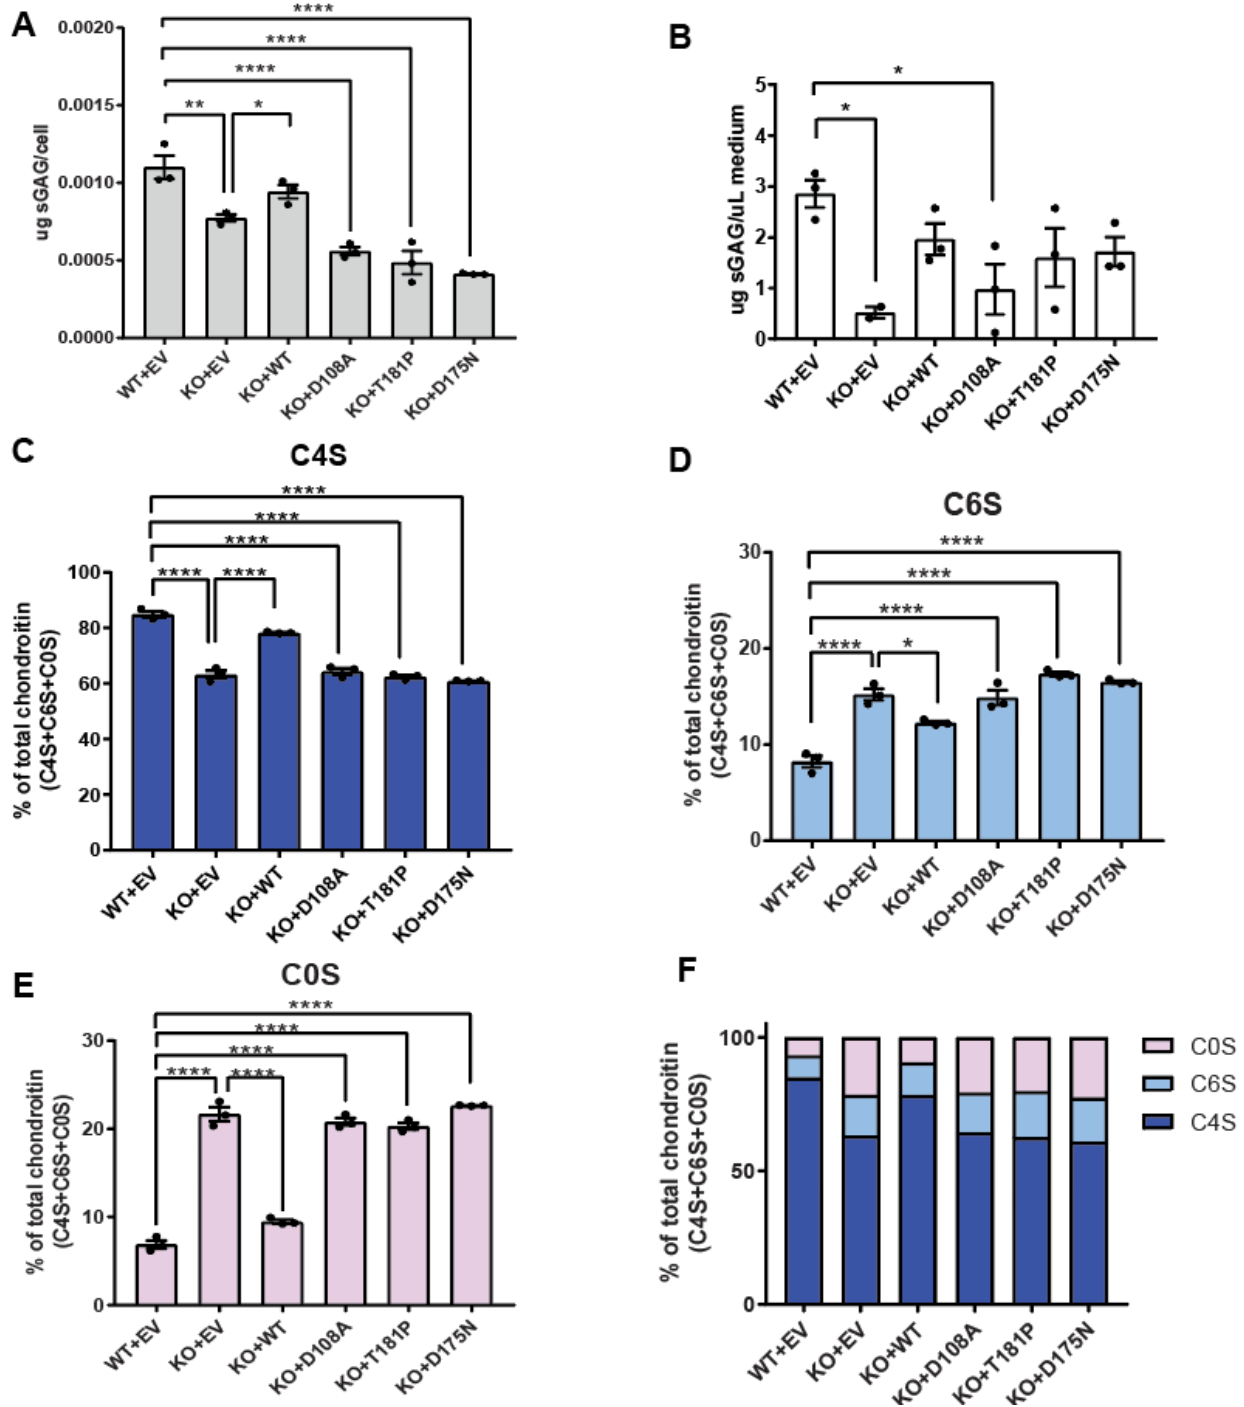 A
ug sGAG/cell
0.0020
0.0015
0.0010
0.0005
0.0000
****
****
****
**
*
WT+EV
KO+EV
KO+WT
KO+D108A
KO+T181P
KO+D175N
B
ug sGAG/uL medium
5
4
3
2
1
0
*
*
WT+EV
KO+EV
KO+WT
KO+D108A
KO+T181P
KO+D175N
C
C4S
% of total chondroitin
(C4S+C6S+C0S)
100
80
60
40
20
0
****
****
****
****
****
WT+EV
KO+EV
KO+WT
KO+D108A
KO+T181P
KO+D175N
D
C6S
% of total chondroitin
(C4S+C6S+C0S)
30
20
10
0
****
****
****
****
*
WT+EV
KO+EV
KO+WT
KO+D108A
KO+T181P
KO+D175N
E
C0S
% of total chondroitin
(C4S+C6S+C0S)
30
20
10
0
****
****
****
****
****
WT+EV
KO+EV
KO+WT
KO+D108A
KO+T181P
KO+D175N
F
% of total chondroitin
(C4S+C6S+C0S)
100
50
0
WT+EV
KO+EV
KO+WT
KO+D108A
KO+T181P
KO+D175N
C0S
C6S
C4S